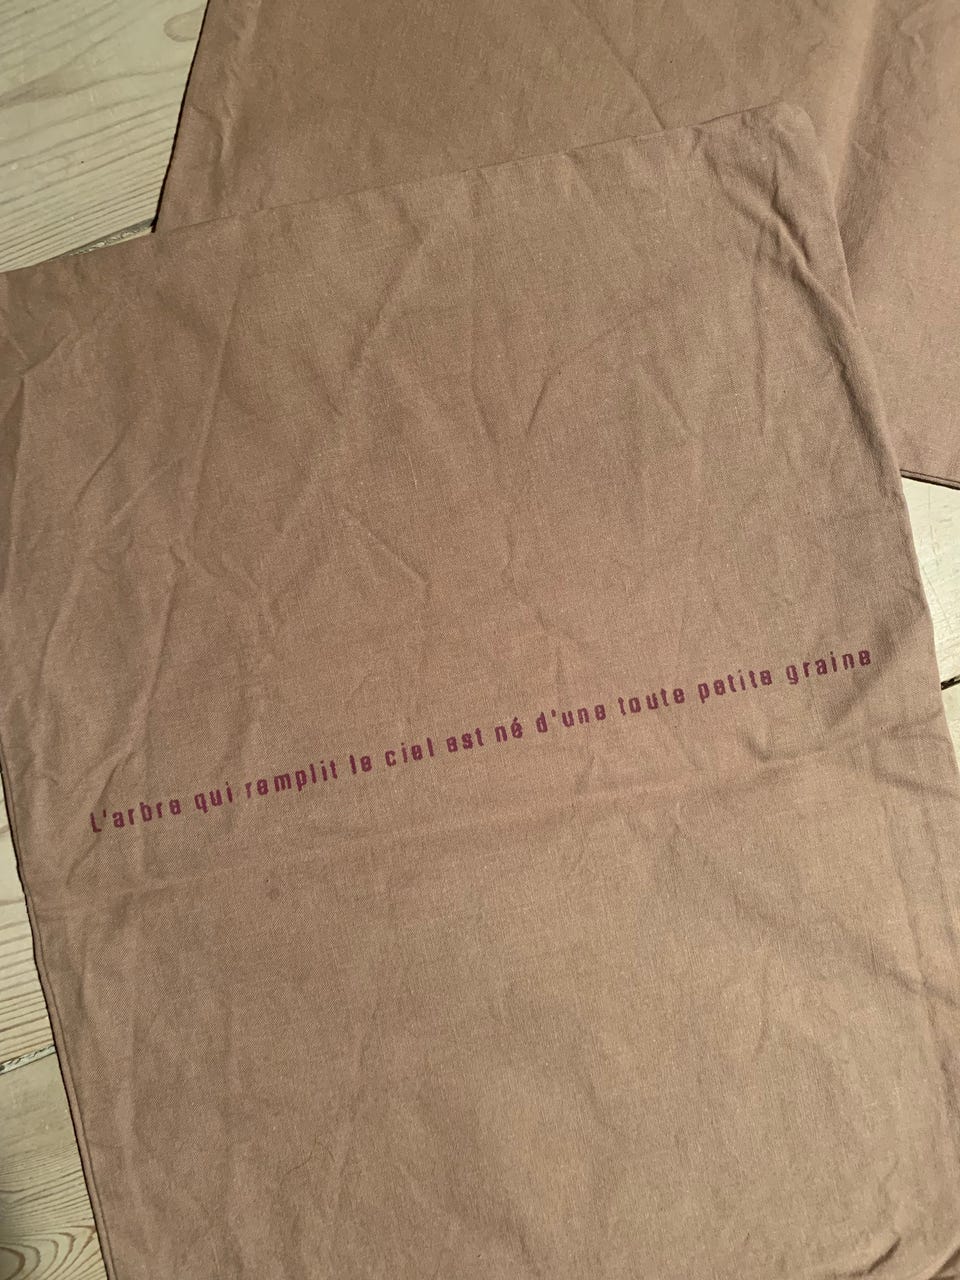 L'arbre qui remplit le ciel est né d'une toute petite graine